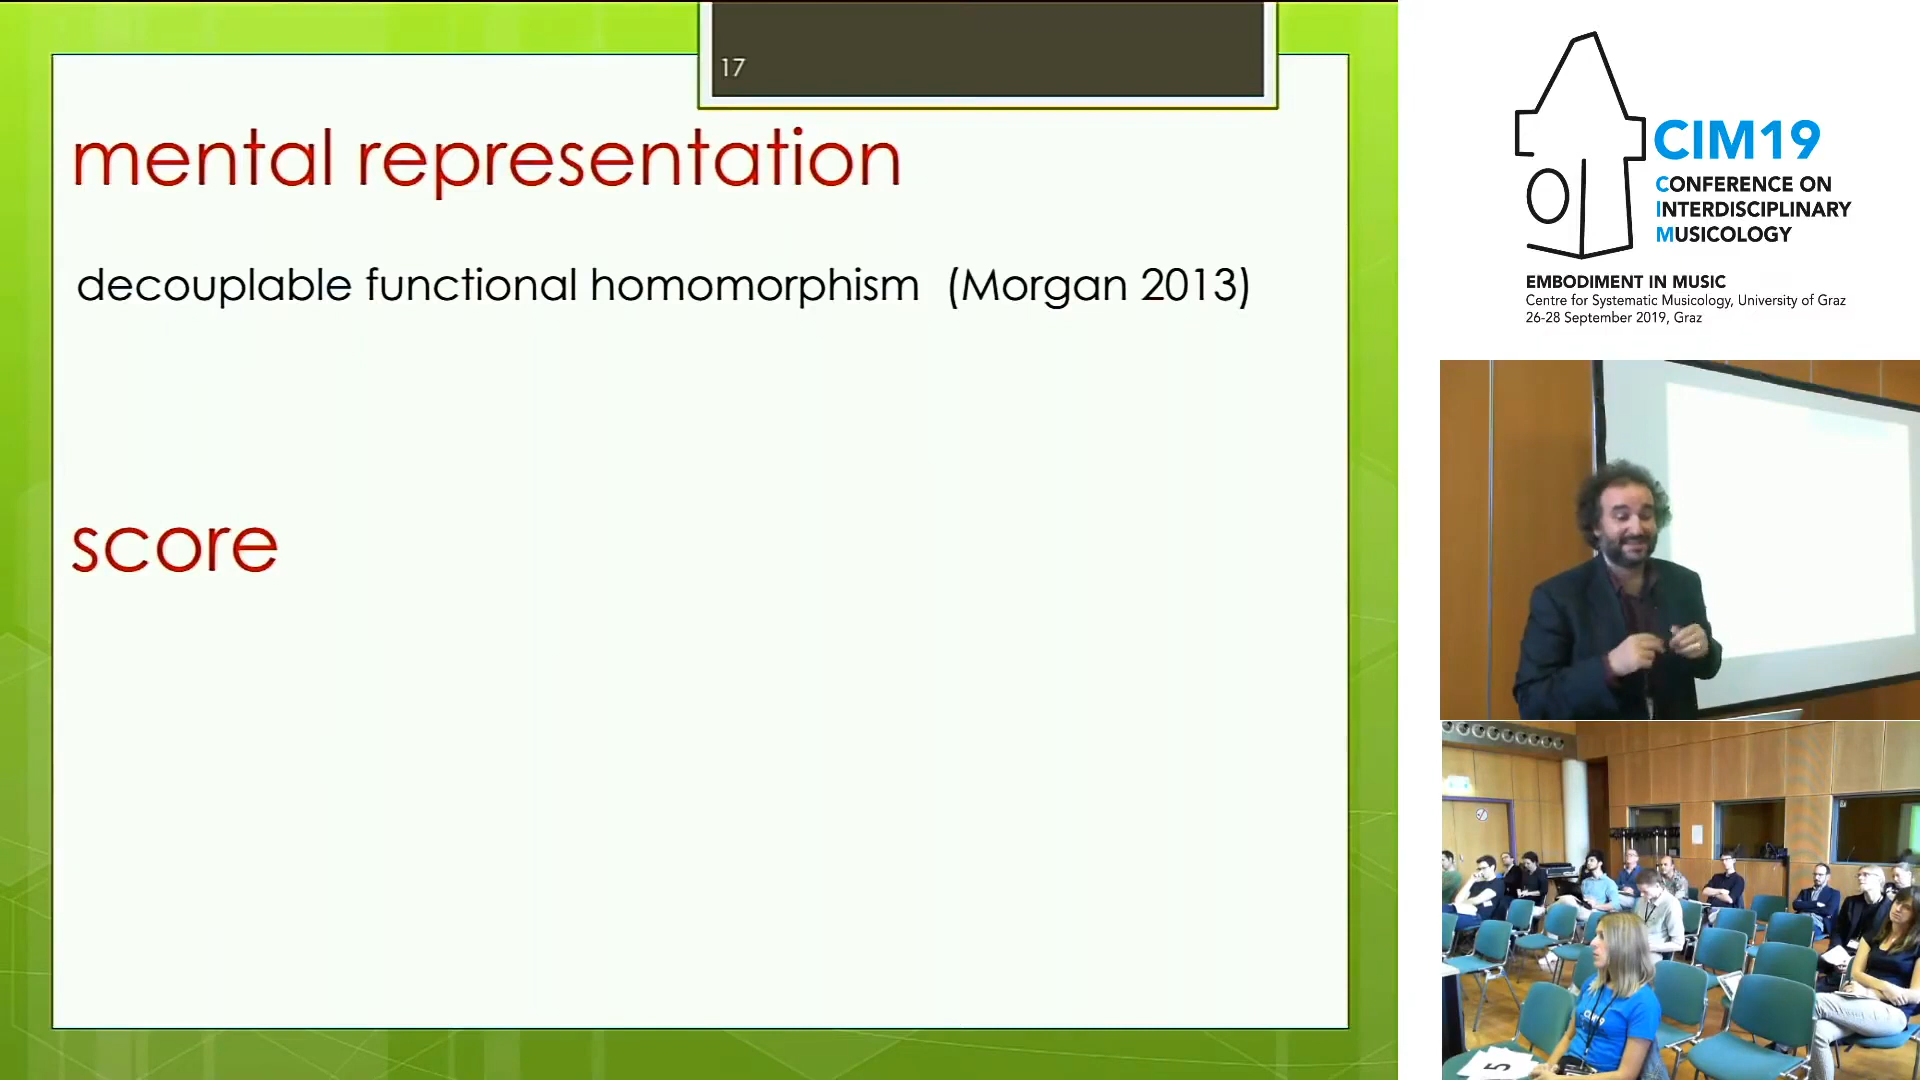 17
mental representation
decouplable functional homomorphism (Morgan 2013)
score
CIM19
CONFERENCE ON
INTERDISCIPLINARY
MUSICOLOGY
EMBODIMENT IN MUSIC
Centre for Systematic Musicology, University of Graz
26-28 September 2019, Graz
5